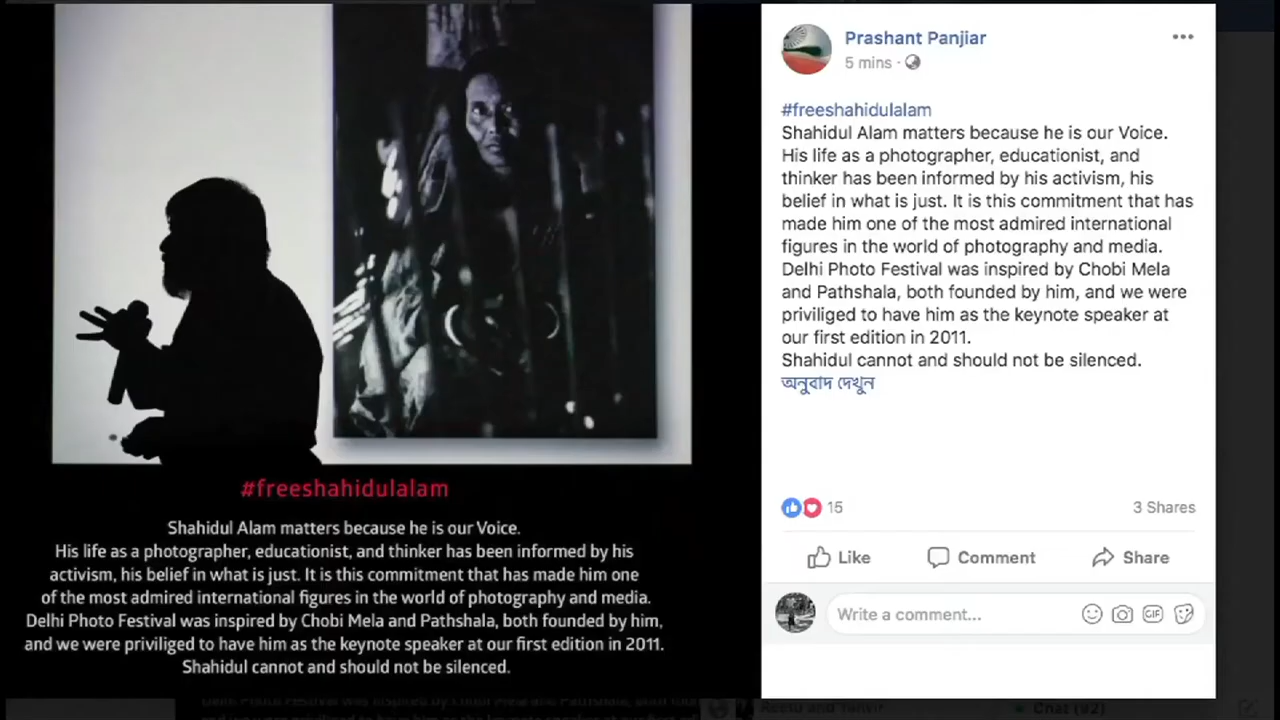 #freeshahidulalam
Shahidul Alam matters because he is our Voice.
His life as a photographer, educationist, and thinker has been informed by his
activism, his belief in what is just. It is this commitment that has made him one
of the most admired international figures in the world of photography and media.
Delhi Photo Festival was inspired by Chobi Mela and Pathshala, both founded by him,
and we were priviliged to have him as the keynote speaker at our first edition in 2011.
Shahidul cannot and should not be silenced.
Prashant Panjiar
5 mins ·
#freeshahidulalam
Shahidul Alam matters because he is our Voice.
His life as a photographer, educationist, and
thinker has been informed by his activism, his
belief in what is just. It is this commitment that has
made him one of the most admired international
figures in the world of photography and media.
Delhi Photo Festival was inspired by Chobi Mela
and Pathshala, both founded by him, and we were
priviliged to have him as the keynote speaker at
our first edition in 2011.
Shahidul cannot and should not be silenced.
অনুবাদ দেখুন
15
3 Shares
Like Comment Share
Write a comment... GIF
Chat (92)